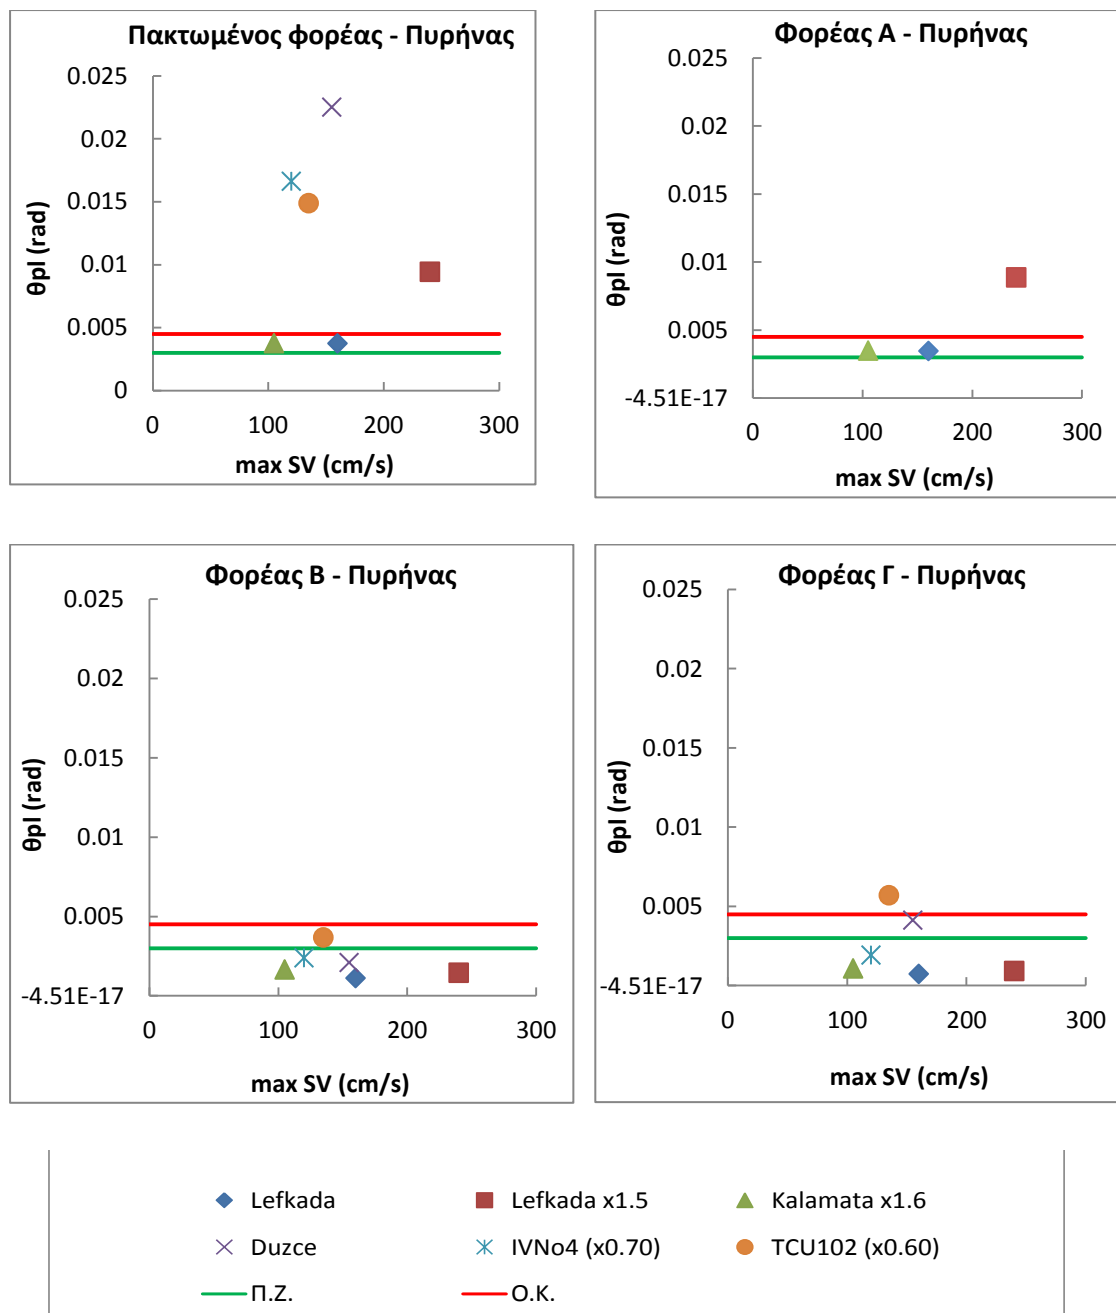 Πακτωμένος φορέας - Πυρήνας
0.025
0.02
0.015
0.01
0.005
0
θpl (rad)
0 100 200 300
max SV (cm/s)
Φορέας Α - Πυρήνας
0.025
0.02
0.015
0.01
0.005
-4.51E-17
θpl (rad)
0 100 200 300
max SV (cm/s)
Φορέας Β - Πυρήνας
0.025
0.02
0.015
0.01
0.005
-4.51E-17
θpl (rad)
0 100 200 300
max SV (cm/s)
Φορέας Γ - Πυρήνας
0.025
0.02
0.015
0.01
0.005
-4.51E-17
θpl (rad)
0 100 200 300
max SV (cm/s)
Lefkada Lefkada x1.5 Kalamata x1.6
Duzce IVNo4 (x0.70) TCU102 (x0.60)
Π.Ζ. Ο.Κ.